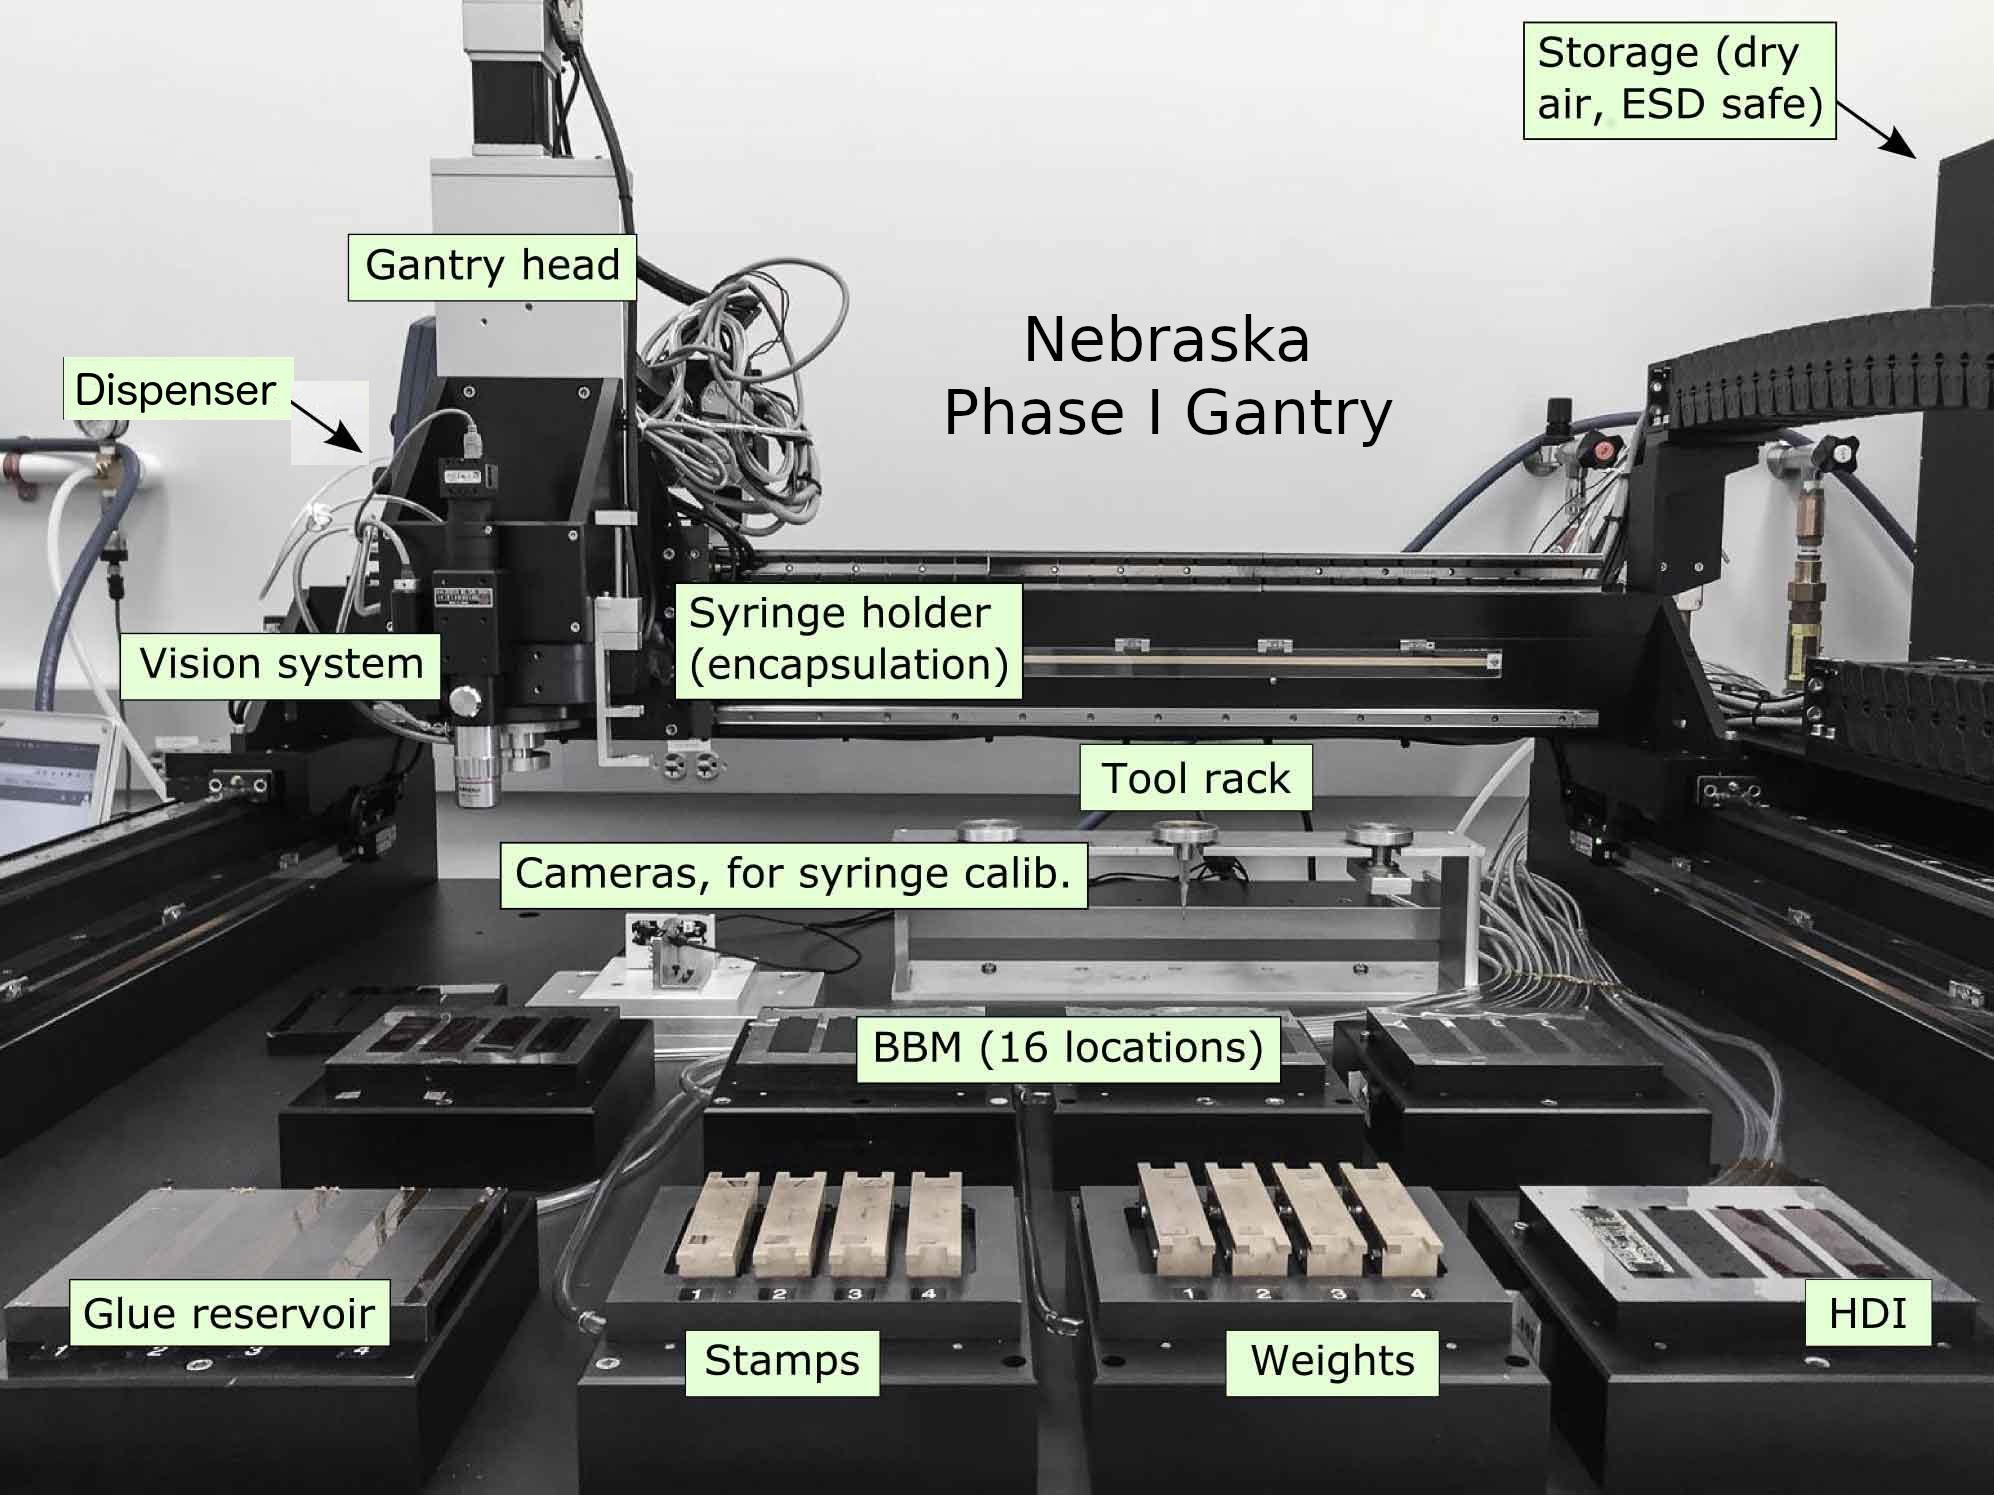 Storage (dry
air, ESD safe)
Gantry head
Nebraska
Phase I Gantry
Dispenser
Syringe holder
(encapsulation)
Vision system
Tool rack
Cameras, for syringe calib.
BBM (16 locations)
Glue reservoir
1 2 3 4
1 2 3 4
Stamps
1 2 3 4
Weights
HDI